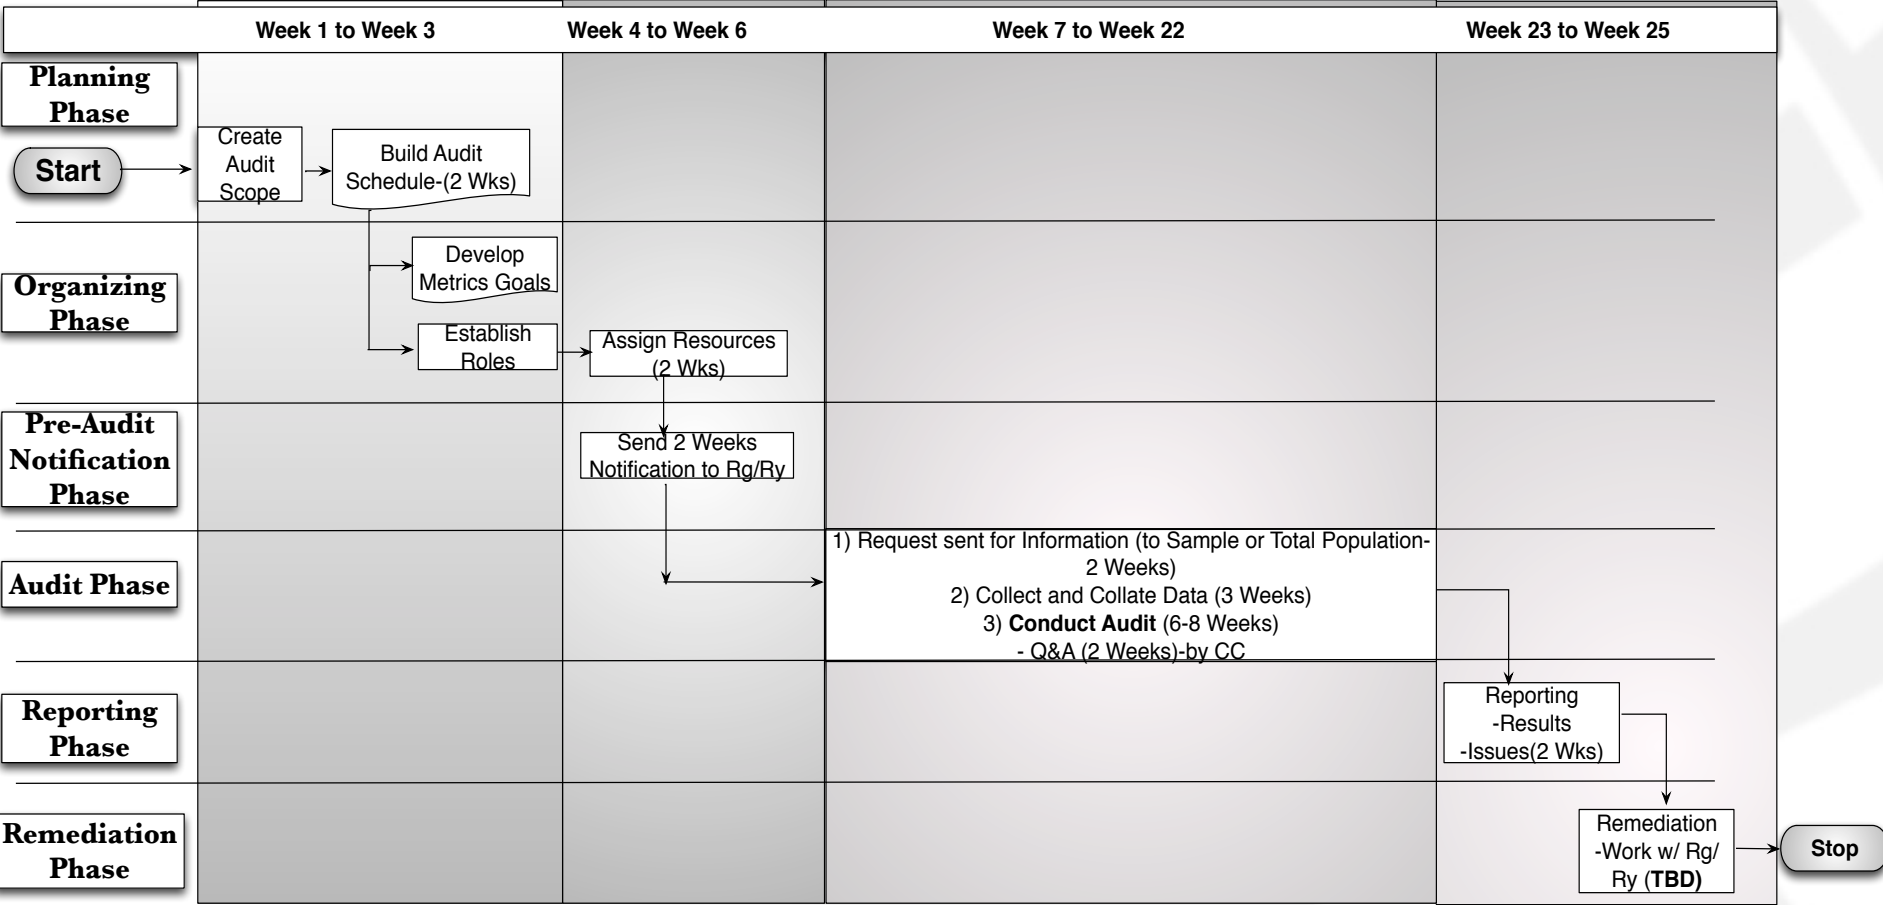 Week 1 to Week 3
Week 4 to Week 6
Week 7 to Week 22
Week 23 to Week 25
Planning
Phase
Start
Create
Audit
Scope
Build Audit
Schedule-(2 Wks)
Organizing
Phase
Develop
Metrics Goals
Establish
Roles
Assign Resources
(2 Wks)
Pre-Audit
Notification
Phase
Send 2 Weeks
Notification to Rg/Ry
Audit Phase
1) Request sent for Information (to Sample or Total Population-
2 Weeks)
2) Collect and Collate Data (3 Weeks)
3) Conduct Audit (6-8 Weeks)
- Q&A (2 Weeks)-by CC
Reporting
Phase
Reporting
-Results
-Issues(2 Wks)
Remediation
Phase
Remediation
-Work w/ Rg/
Ry (TBD)
Stop